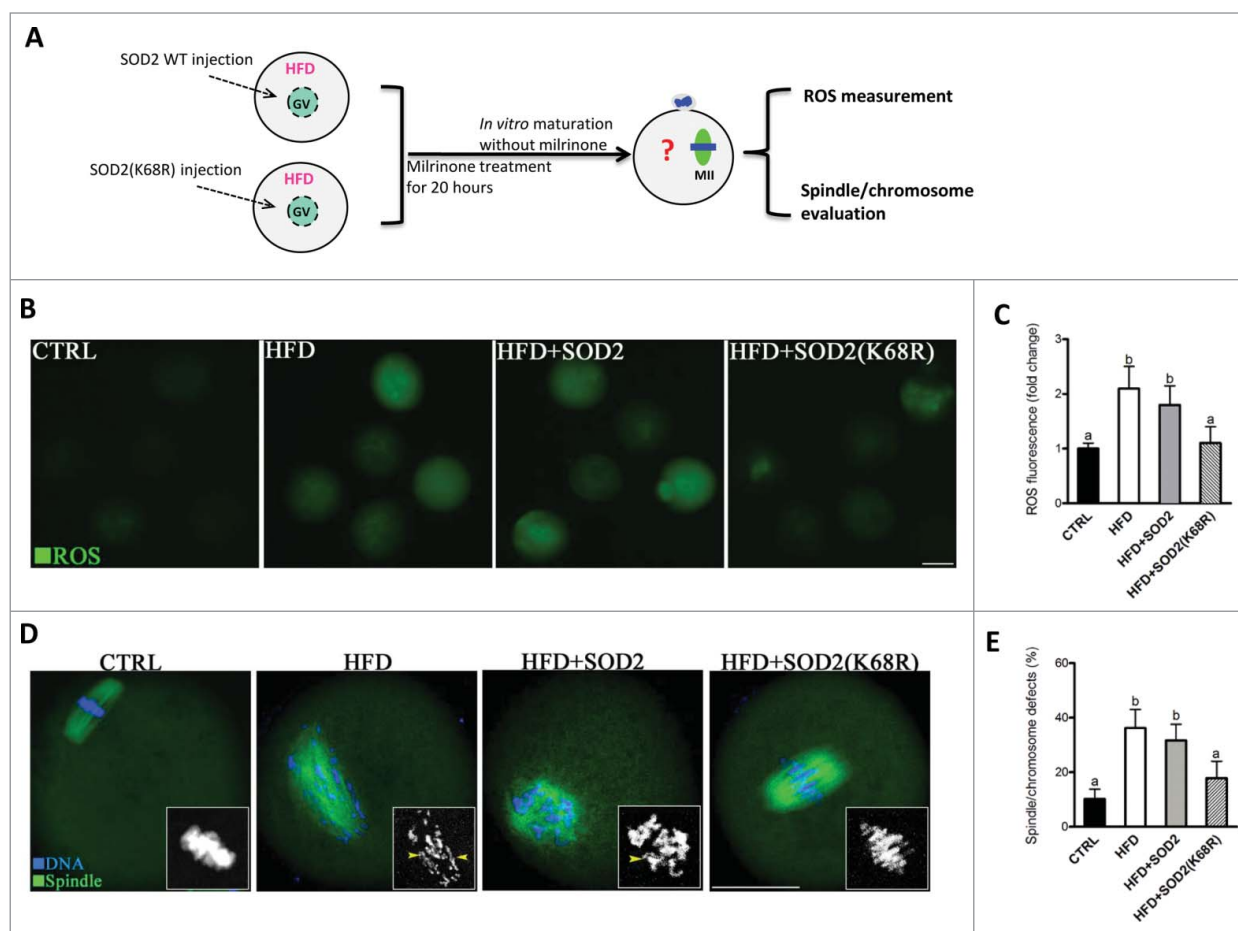 A
SOD2 WT injection
HFD
GV
SOD2(K68R) injection
HFD
GV
In vitro maturation
without milrinone
Milrinone treatment
for 20 hours
?
MII
ROS measurement
Spindle/chromosome
evaluation
B
CTRL
HFD
HFD+SOD2
HFD+SOD2(K68R)
ROS
C
ROS fluorescence (fold change)
3
2
1
0
a
b
b
a
CTRL
HFD
HFD+SOD2
HFD+SOD2(K68R)
D
CTRL
HFD
HFD+SOD2
HFD+SOD2(K68R)
DNA
Spindle
E
Spindle/chromosome defects (%)
60
40
20
0
a
b
b
a
CTRL
HFD
HFD+SOD2
HFD+SOD2(K68R)